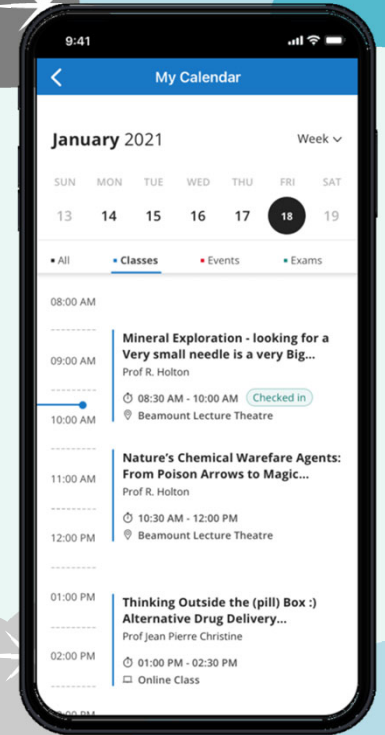 9:41
My Calendar
January 2021
Week
SUN MON TUE WED THU FRI SAT
13 14 15 16 17 18 19
All Classes Events Exams
08:00 AM
Mineral Exploration - looking for a
Very small needle is a very Big...
Prof R. Holton
09:00 AM
08:30 AM - 10:00 AM Checked in
Beamount Lecture Theatre
10:00 AM
Nature's Chemical Warefare Agents:
From Poison Arrows to Magic...
Prof R. Holton
11:00 AM
10:30 AM - 12:00 PM
Beamount Lecture Theatre
12:00 PM
01:00 PM
Thinking Outside the (pill) Box :)
Alternative Drug Delivery...
Prof Jean Pierre Christine
02:00 PM
01:00 PM - 02:30 PM
Online Class